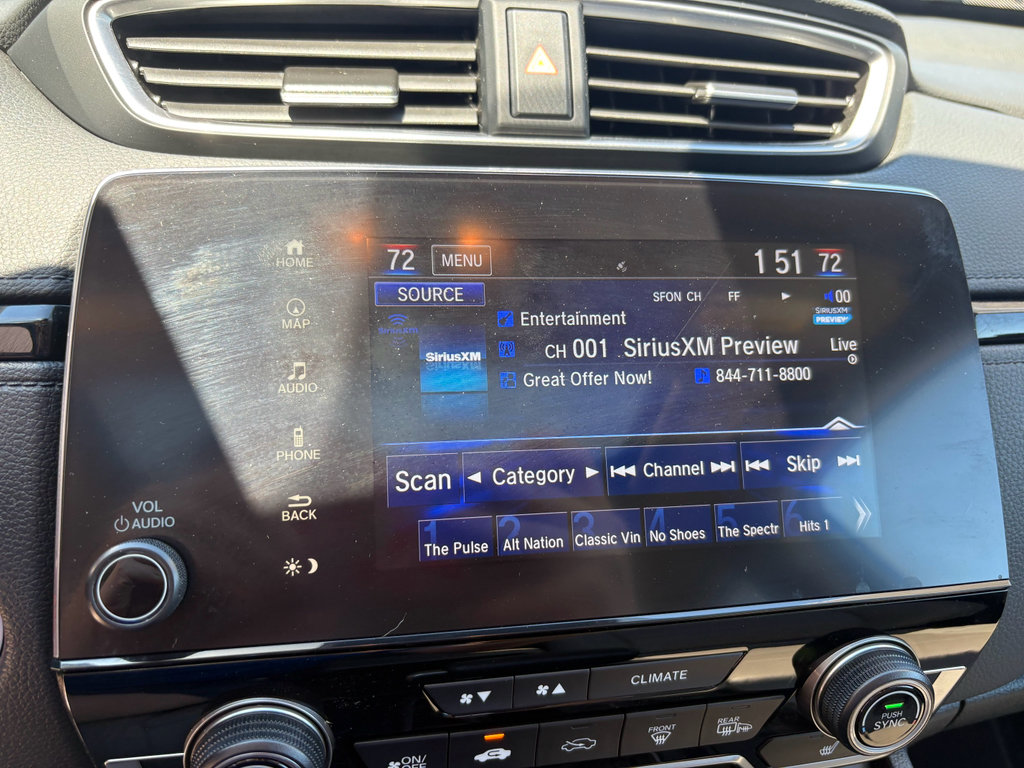 HOME
MAP
AUDIO
PHONE
BACK
VOL
AUDIO
72 MENU 1 51 72
SOURCE SFON CH FF 00
SiriusXm SIRIUSXM PREVIEW
Entertainment
SiriusXM CH 001 SiriusXM Preview Live
Great Offer Now! 844-711-8800
Scan Category Channel Skip
1 The Pulse 2 Alt Nation 3 Classic Vin 4 No Shoes 5 The Spectr 6 Hits 1
CLIMATE
ON/OFF FRONT REAR
PUSH
SYNC